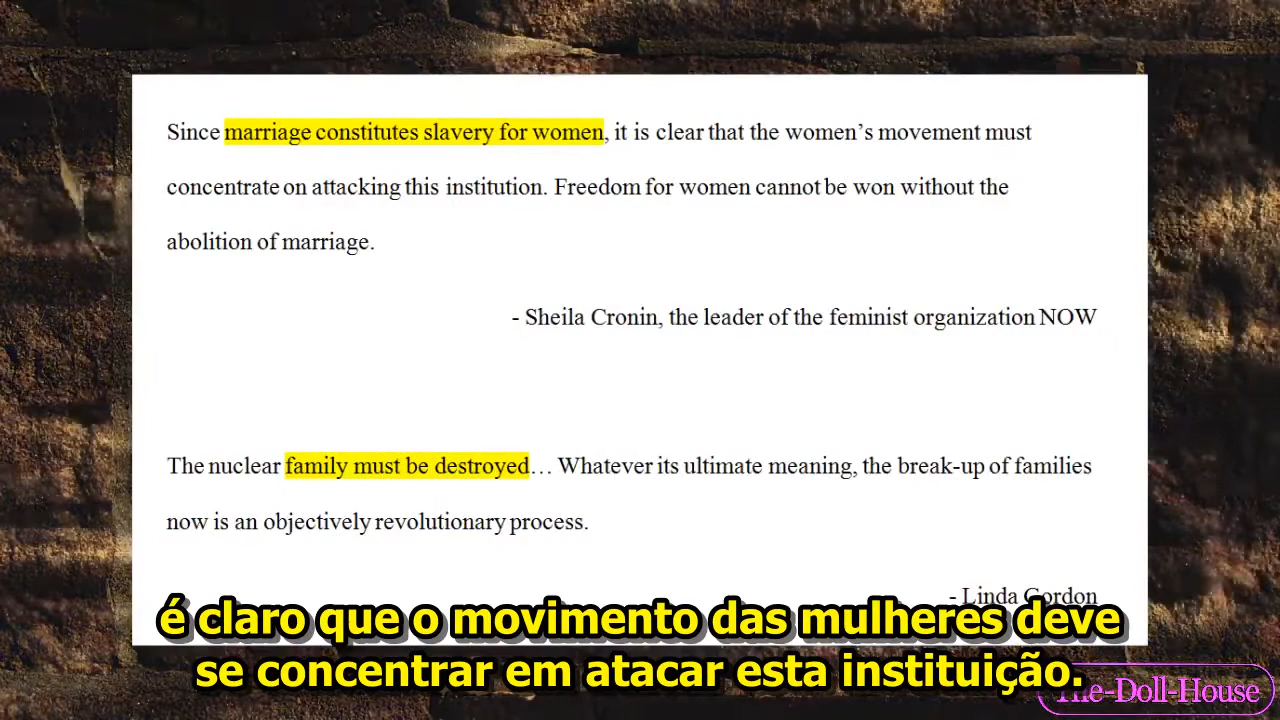 Since marriage constitutes slavery for women, it is clear that the women’s movement must
concentrate on attacking this institution. Freedom for women cannot be won without the
abolition of marriage.
- Sheila Cronin, the leader of the feminist organization NOW
The nuclear family must be destroyed… Whatever its ultimate meaning, the break-up of families
now is an objectively revolutionary process.
- Linda Gordon
é claro que o movimento das mulheres deve
se concentrar em atacar esta instituição.
The-Doll-House